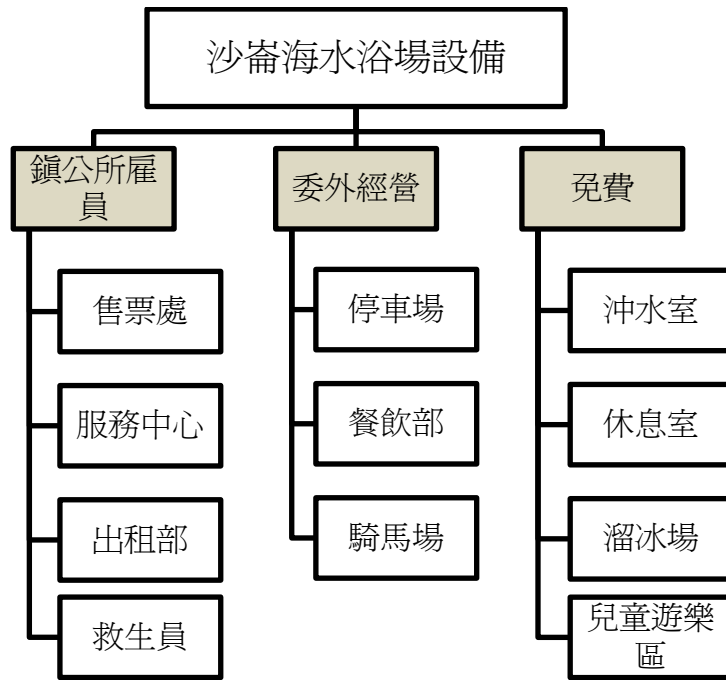 沙崙海水浴場設備
鎮公所雇
員
委外經營
免費
售票處
服務中心
出租部
救生員
停車場
餐飲部
騎馬場
沖水室
休息室
溜冰場
兒童遊樂
區